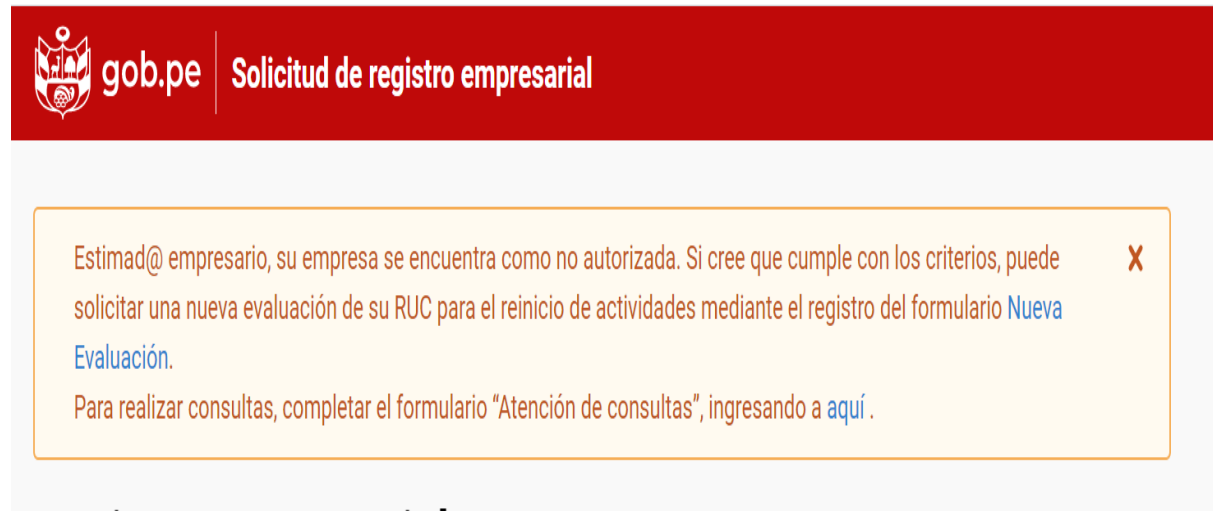 gob.pe
Solicitud de registro empresarial
Estimad@ empresario, su empresa se encuentra como no autorizada. Si cree que cumple con los criterios, puede
solicitar una nueva evaluación de su RUC para el reinicio de actividades mediante el registro del formulario Nueva
Evaluación.
Para realizar consultas, completar el formulario “Atención de consultas”, ingresando a aquí .
X